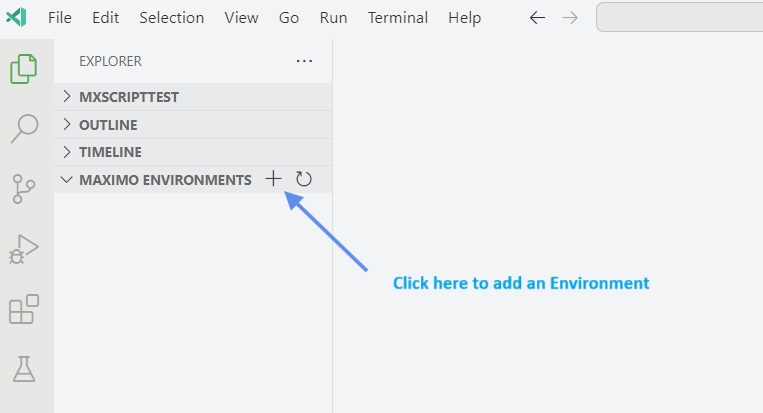 File Edit Selection View Go Run Terminal Help
EXPLORER
MXSCRIPTTEST
OUTLINE
TIMELINE
MAXIMO ENVIRONMENTS
Click here to add an Environment